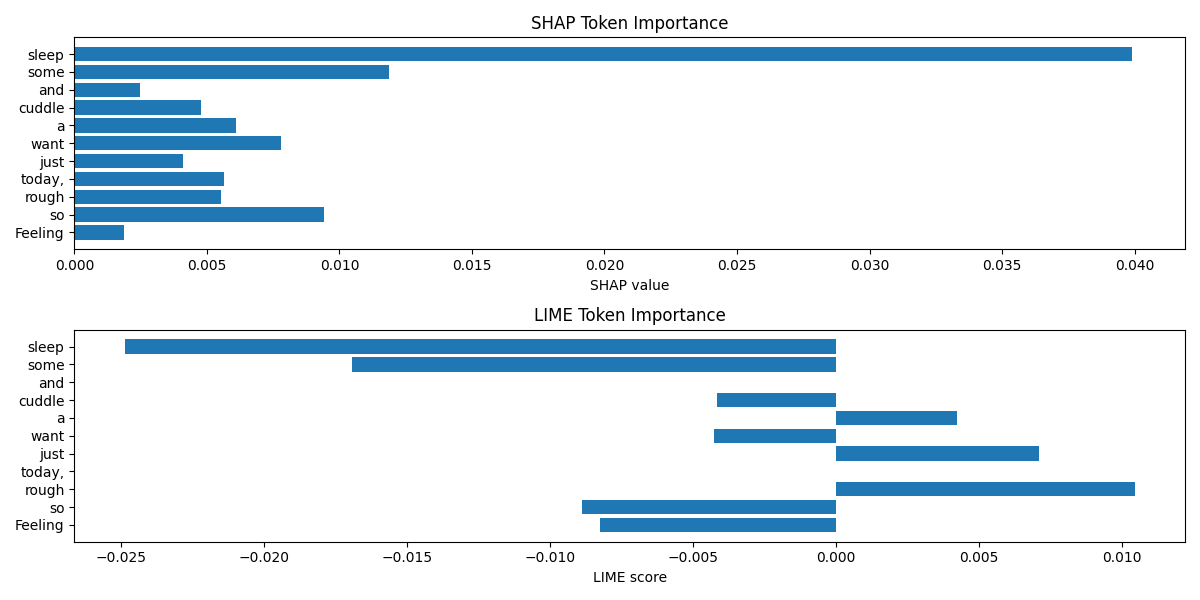 SHAP Token Importance
sleep
some
and
cuddle
a
want
just
today,
rough
so
Feeling
0.000 0.005 0.010 0.015 0.020 0.025 0.030 0.035 0.040
SHAP value
LIME Token Importance
sleep
some
and
cuddle
a
want
just
today,
rough
so
Feeling
−0.025 −0.020 −0.015 −0.010 −0.005 0.000 0.005 0.010
LIME score